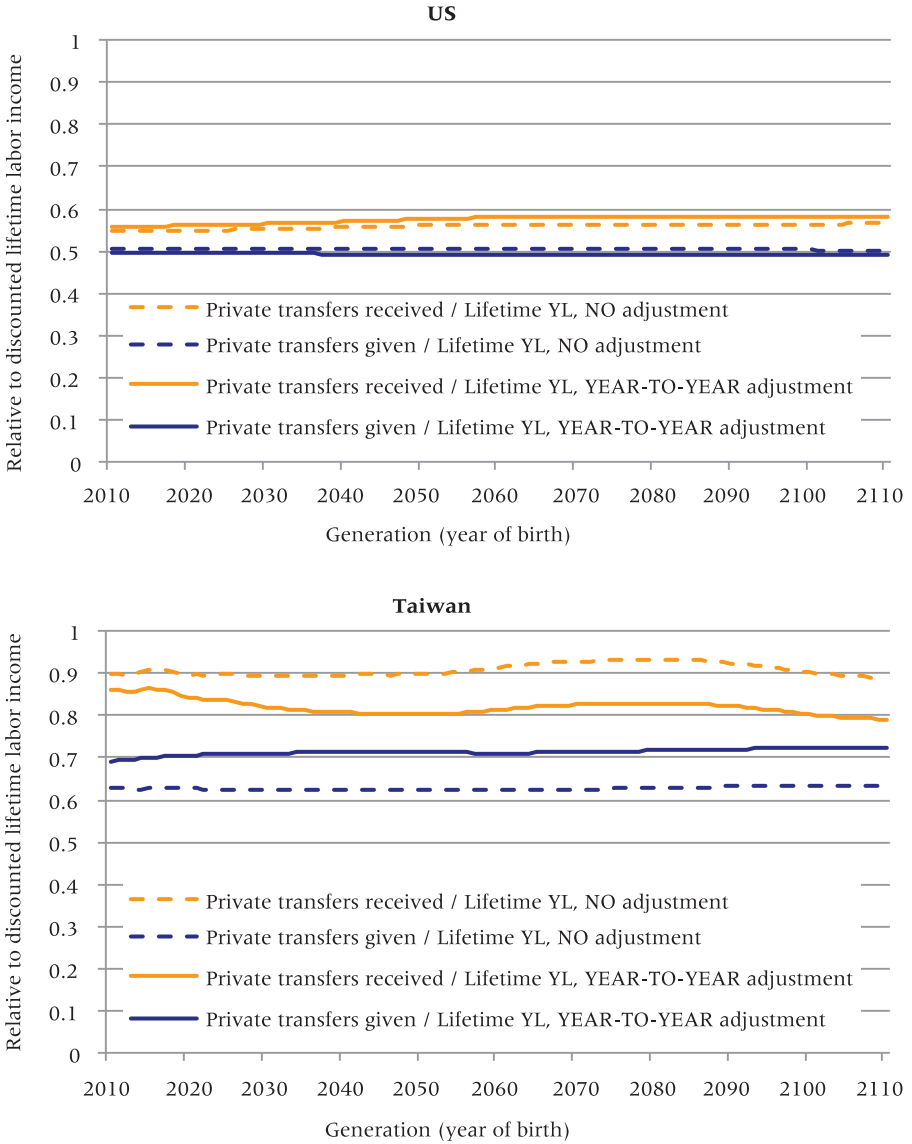 US
Relative to discounted lifetime labor income
1
0.9
0.8
0.7
0.6
0.5
0.4
0.3
0.2
0.1
0
Private transfers received / Lifetime YL, NO adjustment
Private transfers given / Lifetime YL, NO adjustment
Private transfers received / Lifetime YL, YEAR-TO-YEAR adjustment
Private transfers given / Lifetime YL, YEAR-TO-YEAR adjustment
2010 2020 2030 2040 2050 2060 2070 2080 2090 2100 2110
Generation (year of birth)
Taiwan
Relative to discounted lifetime labor income
1
0.9
0.8
0.7
0.6
0.5
0.4
0.3
0.2
0.1
0
Private transfers received / Lifetime YL, NO adjustment
Private transfers given / Lifetime YL, NO adjustment
Private transfers received / Lifetime YL, YEAR-TO-YEAR adjustment
Private transfers given / Lifetime YL, YEAR-TO-YEAR adjustment
2010 2020 2030 2040 2050 2060 2070 2080 2090 2100 2110
Generation (year of birth)